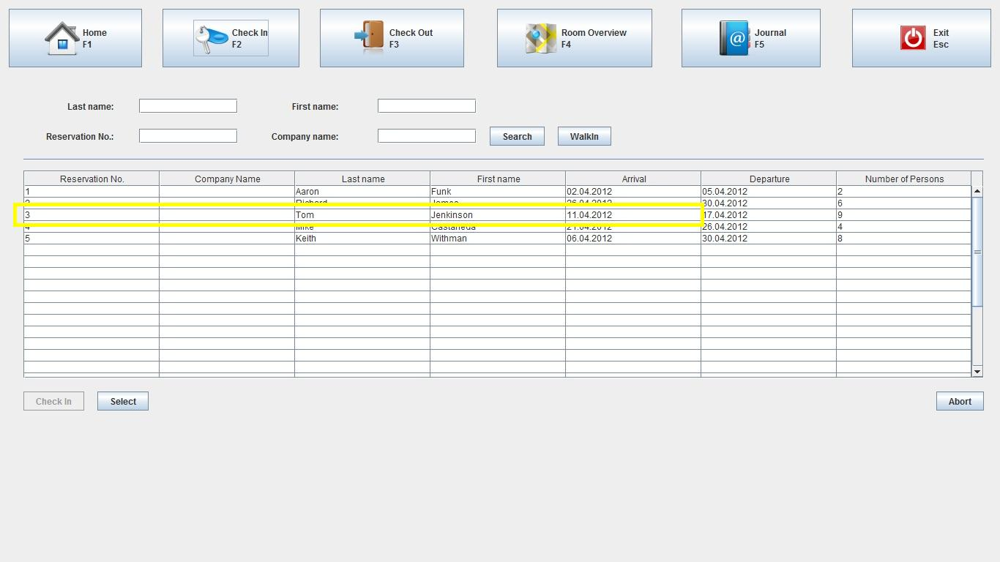 Home
F1
Check In
F2
Check Out
F3
Room Overview
F4
Journal
F5
Exit
Esc
Last name:
First name:
Reservation No.:
Company name:
Search
WalkIn
Reservation No. Company Name Last name First name Arrival Departure Number of Persons
1 Aaron Funk 02.04.2012 05.04.2012 2
2 Richard James 26.04.2012 30.04.2012 6
3 Tom Jenkinson 11.04.2012 17.04.2012 9
4 Mike Castaneda 21.04.2012 26.04.2012 4
5 Keith Withman 06.04.2012 30.04.2012 8
Check In
Select
Abort